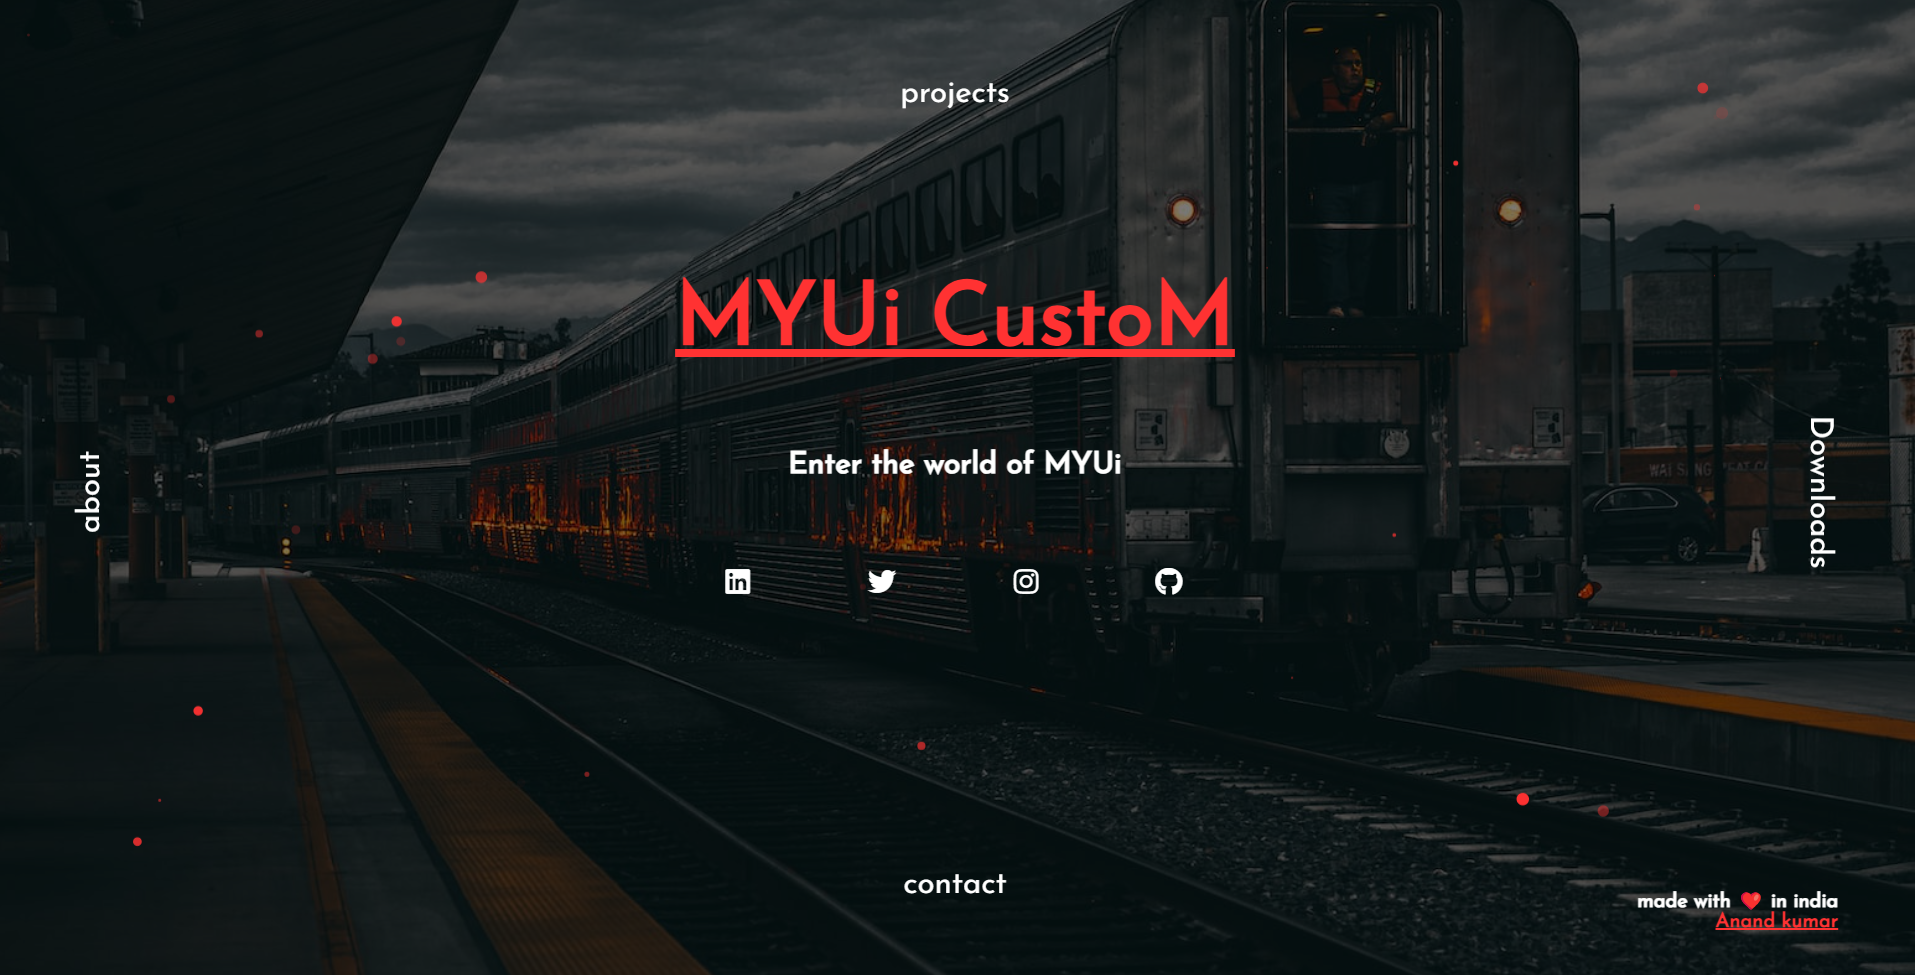 projects
MYUi CustoM
about
Downloads
Enter the world of MYUi
contact
made with ❤️ in india
Anand kumar